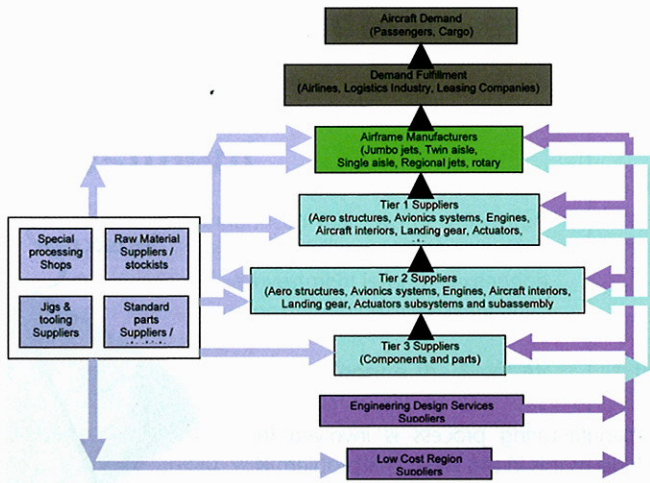 Aircraft Demand
(Passengers, Cargo)
Demand Fulfillment
(Airlines, Logistics Industry, Leasing Companies)
Airframe Manufacturers
(Jumbo jets, Twin aisle,
Single aisle, Regional jets, rotary
Tier 1 Suppliers
(Aero structures, Avionics systems, Engines,
Aircraft interiors, Landing gear, Actuators,
Special
processing
Shops
Raw Material
Suppliers /
stockists
Jigs &
tooling
Suppliers
Standard
parts
Suppliers /
Tier 2 Suppliers
(Aero structures, Avionics systems, Engines, Aircraft interiors,
Landing gear, Actuators subsystems and subassembly
Tier 3 Suppliers
(Components and parts)
Engineering Design Services
Suppliers
Low Cost Region
Suppliers